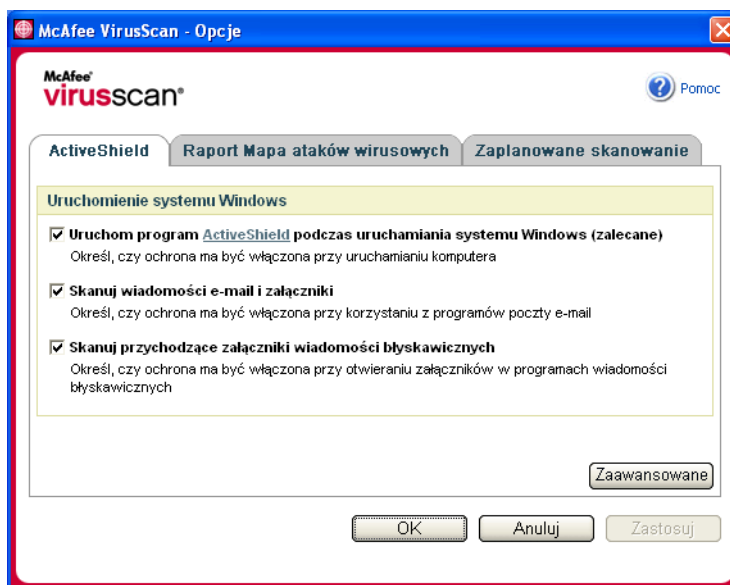 McAfee VirusScan - Opcje
McAfee®
virusscan®
Pomoc
ActiveShield
Raport Mapa ataków wirusowych
Zaplanowane skanowanie
Uruchomienie systemu Windows
Uruchom program ActiveShield podczas uruchamiania systemu Windows (zalecane)
Określ, czy ochrona ma być włączona przy uruchamianiu komputera
Skanuj wiadomości e-mail i załączniki
Określ, czy ochrona ma być włączona przy korzystaniu z programów poczty e-mail
Skanuj przychodzące załączniki wiadomości błyskawicznych
Określ, czy ochrona ma być włączona przy otwieraniu załączników w programach wiadomości
błyskawicznych
Zaawansowane
OK
Anuluj
Zastosuj